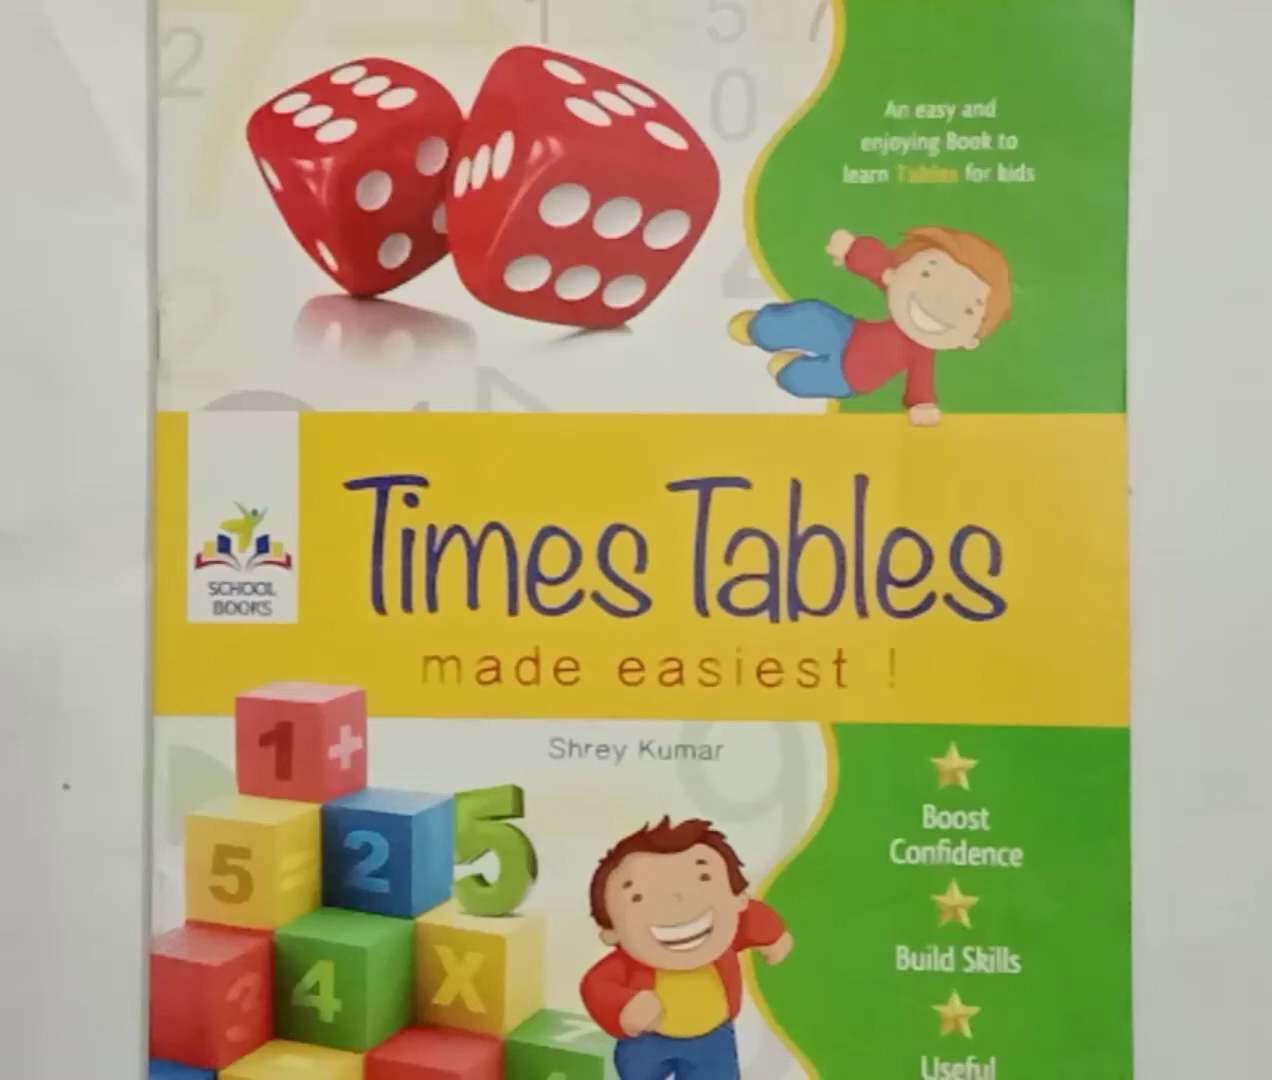 An easy and
enjoying Book to
learn Tables for kids
Times Tables
SCHOOL
BOOKS
made easiest !
Shrey Kumar
1 +
5 = 2 5
3 4 X
Boost
Confidence
Build Skills
Useful